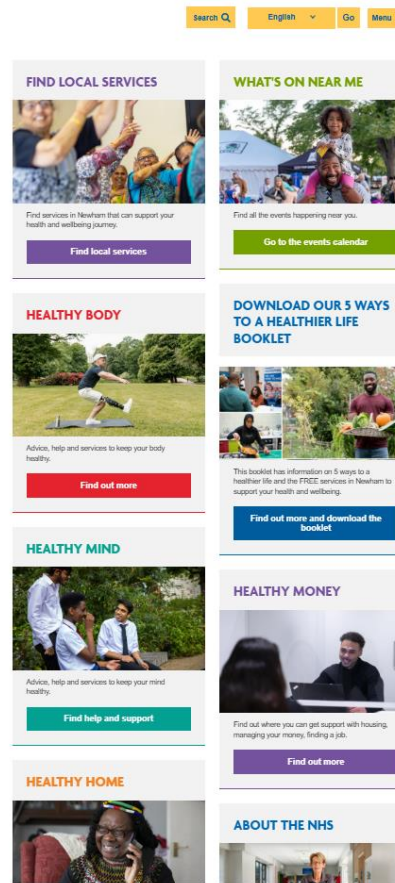 Search
English
Go
Menu
FIND LOCAL SERVICES
Find services in Newham that can support your
health and wellbeing journey.
Find local services
WHAT'S ON NEAR ME
Find all the events happening near you.
Go to the events calendar
HEALTHY BODY
Advice, help and services to keep your body
healthy.
Find out more
DOWNLOAD OUR 5 WAYS
TO A HEALTHIER LIFE
BOOKLET
This booklet has information on 5 ways to a
healthier life and the FREE services in Newham to
support your health and wellbeing.
Find out more and download the
booklet
HEALTHY MIND
Advice, help and services to keep your mind
healthy.
Find help and support
HEALTHY MONEY
Find out where you can get support with housing,
managing your money, finding a job.
Find out more
HEALTHY HOME
ABOUT THE NHS